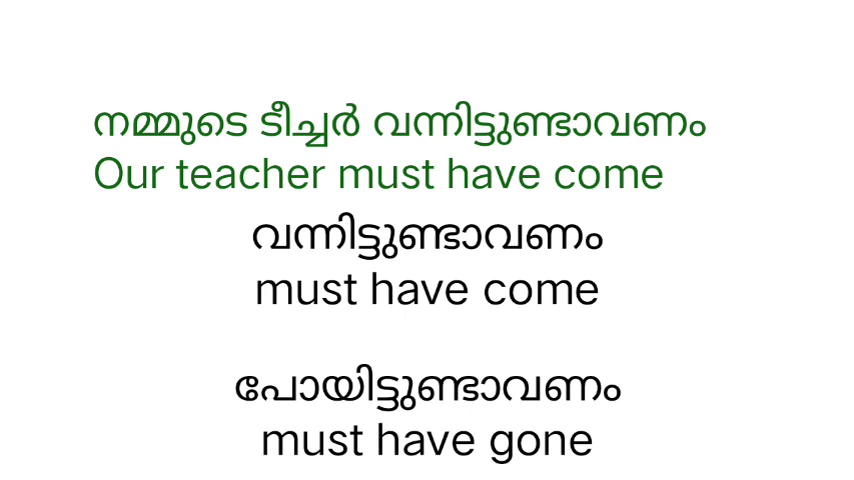 നമ്മുടെ ടീച്ചർ വന്നിട്ടുണ്ടാവണം
Our teacher must have come
വന്നിട്ടുണ്ടാവണം
must have come
പോയിട്ടുണ്ടാവണം
must have gone